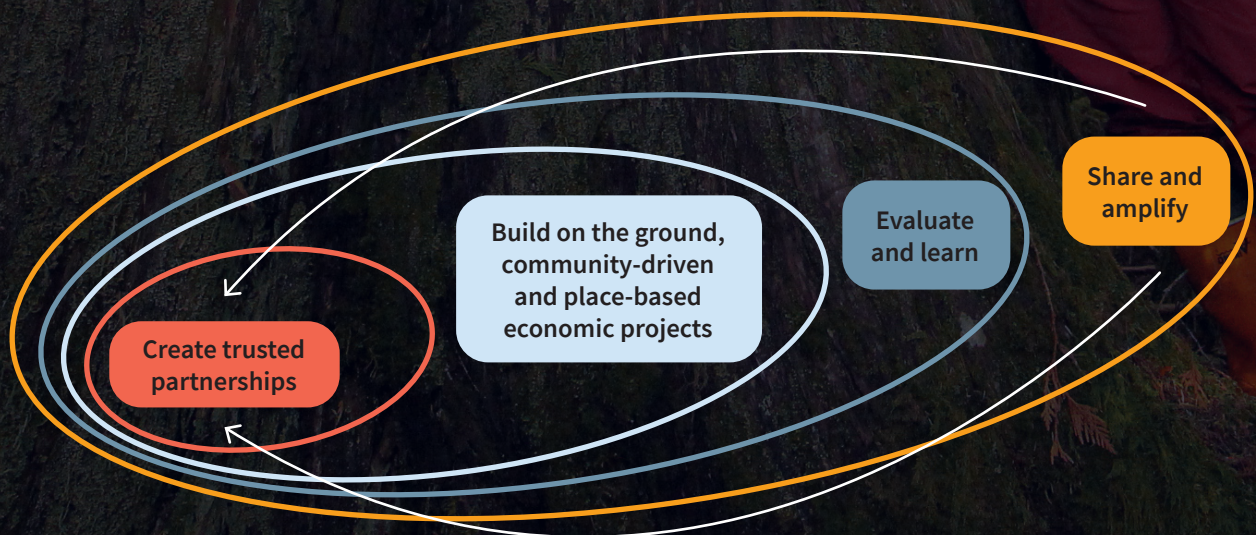 Share and
amplify
Evaluate
and learn
Build on the ground,
community-driven
and place-based
economic projects
Create trusted
partnerships